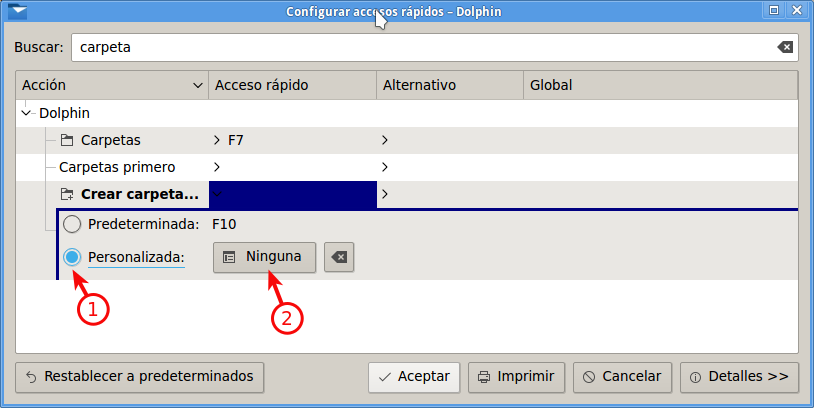 Configurar accesos rápidos – Dolphin
Buscar: carpeta
Acción Acceso rápido Alternativo Global
Dolphin
Carpetas F7
Carpetas primero
Crear carpeta...
Predeterminada: F10
Personalizada: Ninguna
1 2
Restablecer a predeterminados Aceptar Imprimir Cancelar Detalles >>